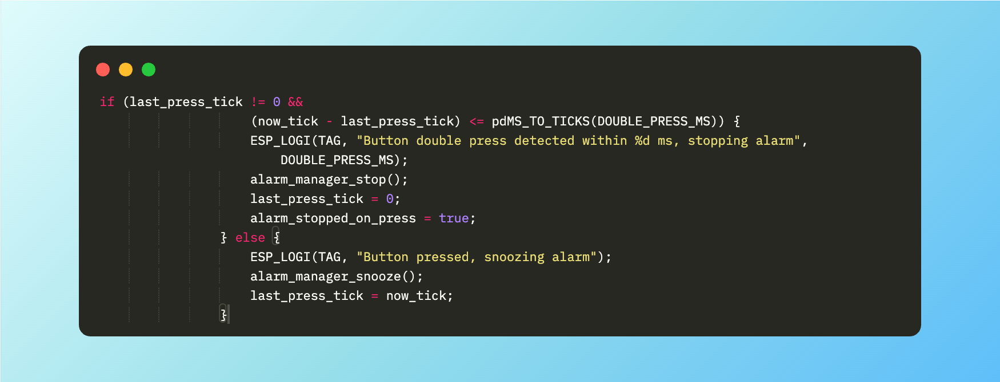 if (last_press_tick != 0 &&
(now_tick - last_press_tick) <= pdMS_TO_TICKS(DOUBLE_PRESS_MS)) {
ESP_LOGI(TAG, "Button double press detected within %d ms, stopping alarm",
DOUBLE_PRESS_MS);
alarm_manager_stop();
last_press_tick = 0;
alarm_stopped_on_press = true;
} else {
ESP_LOGI(TAG, "Button pressed, snoozing alarm");
alarm_manager_snooze();
last_press_tick = now_tick;
}